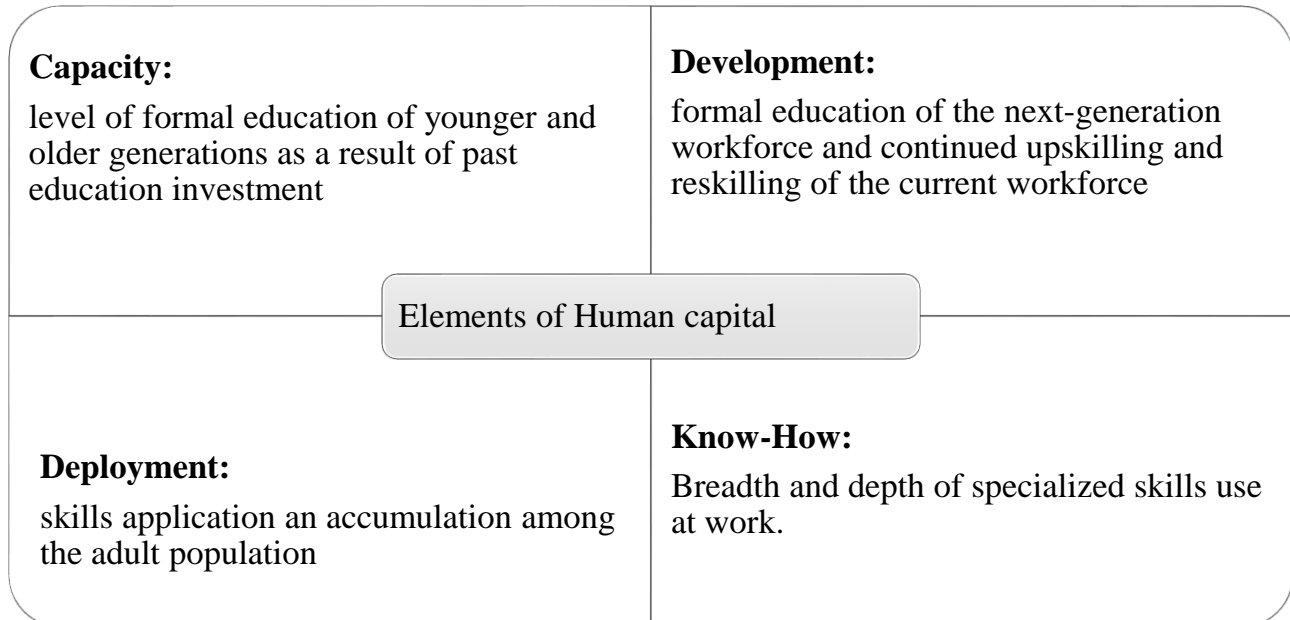 Capacity:
level of formal education of younger and
older generations as a result of past
education investment
Development:
formal education of the next-generation
workforce and continued upskilling and
reskilling of the current workforce
Elements of Human capital
Deployment:
skills application an accumulation among
the adult population
Know-How:
Breadth and depth of specialized skills use
at work.